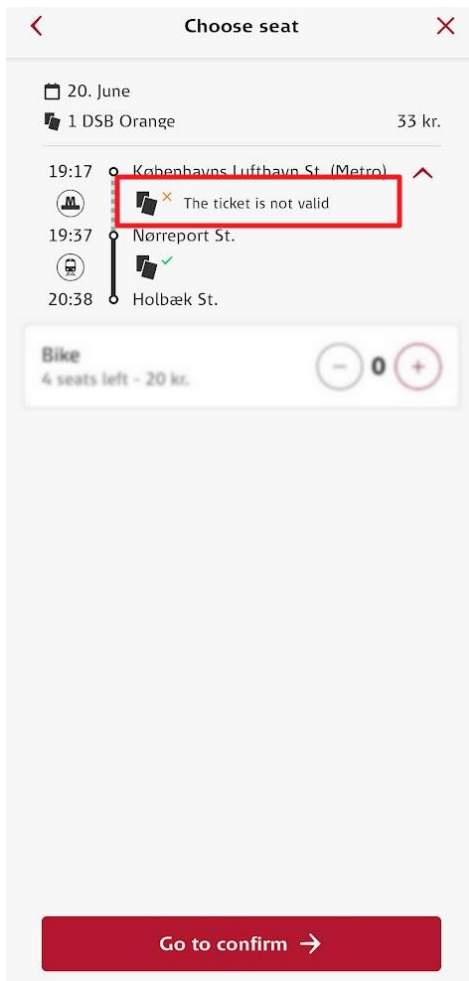 Choose seat
20. June
1 DSB Orange 33 kr.
19:17 Københavns Lufthavn St. (Metro)
M
The ticket is not valid
19:37 Nørreport St.
20:38 Holbæk St.
Bike
4 seats left - 20 kr.
0
Go to confirm